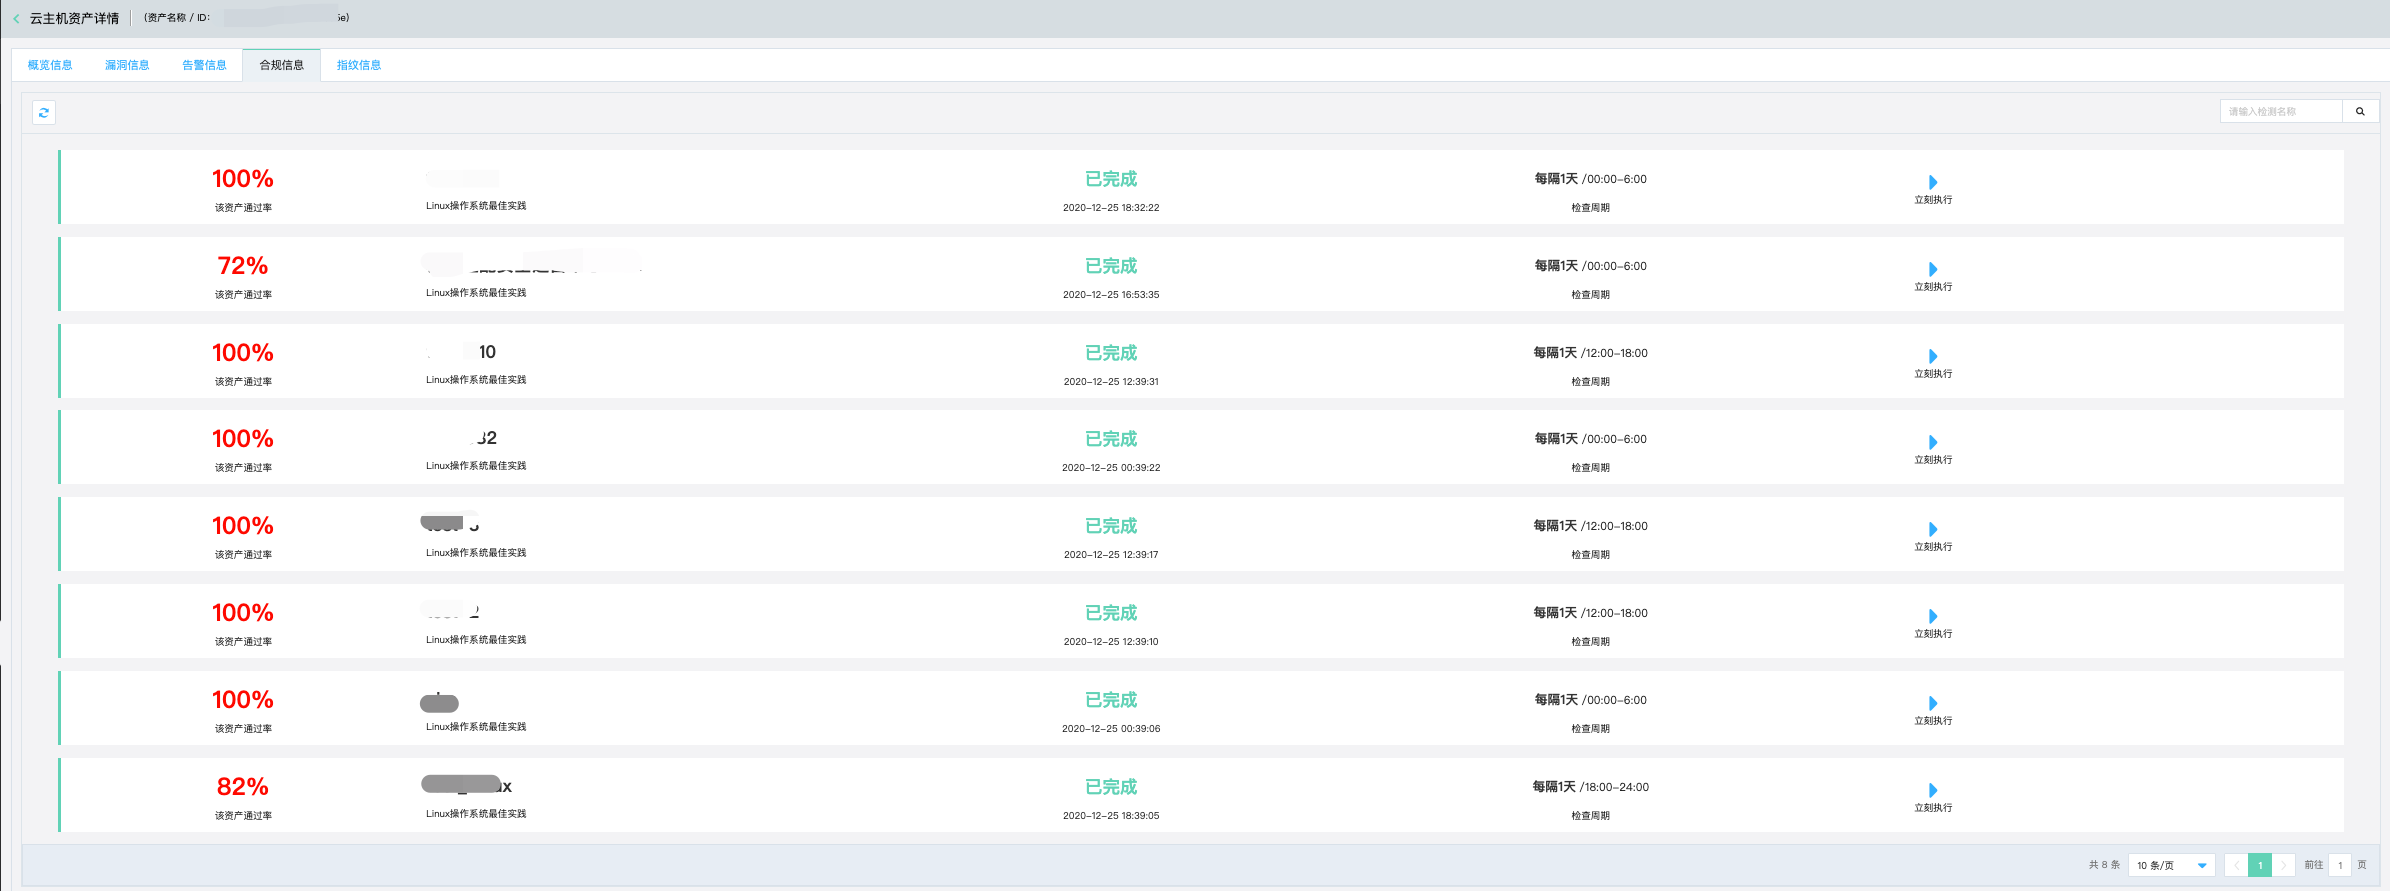 云主机资产详情 (资产名称 / ID: 5e)
概览信息 漏洞信息 告警信息 合规信息 指纹信息
请输入检测名称
100% 已完成 每隔1天 /00:00-6:00
该资产通过率 Linux操作系统最佳实践 2020-12-25 18:32:22 检查周期 立刻执行
72% 已完成 每隔1天 /00:00-6:00
该资产通过率 Linux操作系统最佳实践 2020-12-25 16:53:35 检查周期 立刻执行
100% 10 已完成 每隔1天 /12:00-18:00
该资产通过率 Linux操作系统最佳实践 2020-12-25 12:39:31 检查周期 立刻执行
100% 32 已完成 每隔1天 /00:00-6:00
该资产通过率 Linux操作系统最佳实践 2020-12-25 00:39:22 检查周期 立刻执行
100% 已完成 每隔1天 /12:00-18:00
该资产通过率 Linux操作系统最佳实践 2020-12-25 12:39:17 检查周期 立刻执行
100% 已完成 每隔1天 /12:00-18:00
该资产通过率 Linux操作系统最佳实践 2020-12-25 12:39:10 检查周期 立刻执行
100% 已完成 每隔1天 /00:00-6:00
该资产通过率 Linux操作系统最佳实践 2020-12-25 00:39:06 检查周期 立刻执行
82% 已完成 每隔1天 /18:00-24:00
该资产通过率 Linux操作系统最佳实践 2020-12-25 18:39:05 检查周期 立刻执行
共 8 条 10 条/页 1 前往 1 页